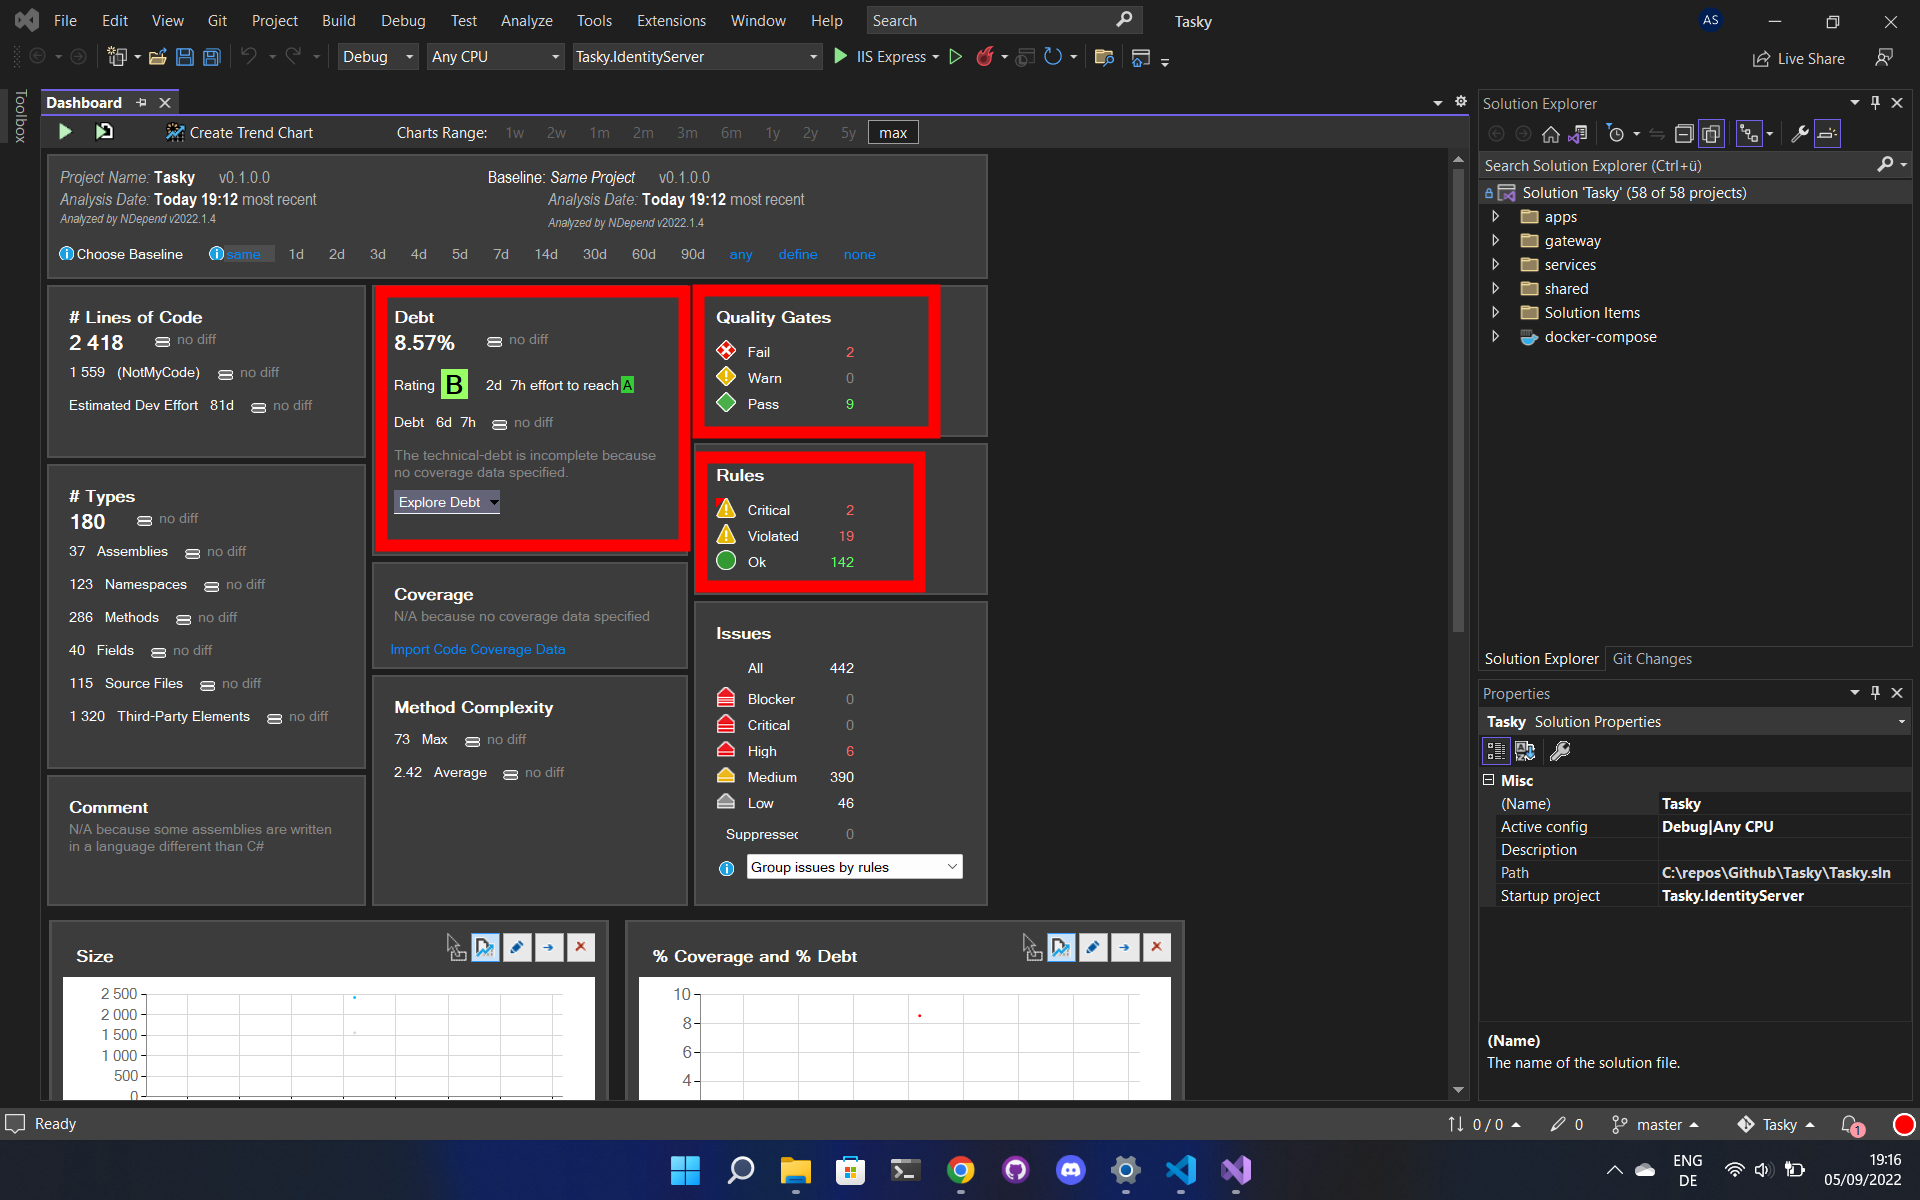 File Edit View Git Project Build Debug Test Analyze Tools Extensions Window Help Search Tasky AS
Debug Any CPU Tasky.IdentityServer IIS Express Live Share
Toolbox
Dashboard
Create Trend Chart Charts Range: 1w 2w 1m 2m 3m 6m 1y 2y 5y max
Project Name: Tasky v0.1.0.0
Analysis Date: Today 19:12 most recent
Analyzed by NDepend v2022.1.4
Baseline: Same Project v0.1.0.0
Analysis Date: Today 19:12 most recent
Analyzed by NDepend v2022.1.4
Choose Baseline same 1d 2d 3d 4d 5d 7d 14d 30d 60d 90d any define none
# Lines of Code
2 418 no diff
1 559 (NotMyCode) no diff
Estimated Dev Effort 81d no diff
# Types
180 no diff
37 Assemblies no diff
123 Namespaces no diff
286 Methods no diff
40 Fields no diff
115 Source Files no diff
1 320 Third-Party Elements no diff
Comment
N/A because some assemblies are written
in a language different than C#
Debt
8.57% no diff
Rating B 2d 7h effort to reach A
Debt 6d 7h no diff
The technical-debt is incomplete because
no coverage data specified.
Explore Debt
Coverage
N/A because no coverage data specified
Import Code Coverage Data
Method Complexity
73 Max no diff
2.42 Average no diff
Quality Gates
Fail 2
Warn 0
Pass 9
Rules
Critical 2
Violated 19
Ok 142
Issues
All 442
Blocker 0
Critical 0
High 6
Medium 390
Low 46
Suppressed 0
Group issues by rules
Size
2 500
2 000
1 500
1 000
500
0
% Coverage and % Debt
10
8
6
4
Solution Explorer
Search Solution Explorer (Ctrl+ü)
Solution 'Tasky' (58 of 58 projects)
apps
gateway
services
shared
Solution Items
docker-compose
Solution Explorer Git Changes
Properties
Tasky Solution Properties
Misc
(Name) Tasky
Active config Debug|Any CPU
Description
Path C:\repos\Github\Tasky\Tasky.sln
Startup project Tasky.IdentityServer
(Name)
The name of the solution file.
Ready 0 / 0 0 master Tasky 1
ENG
DE
19:16
05/09/2022